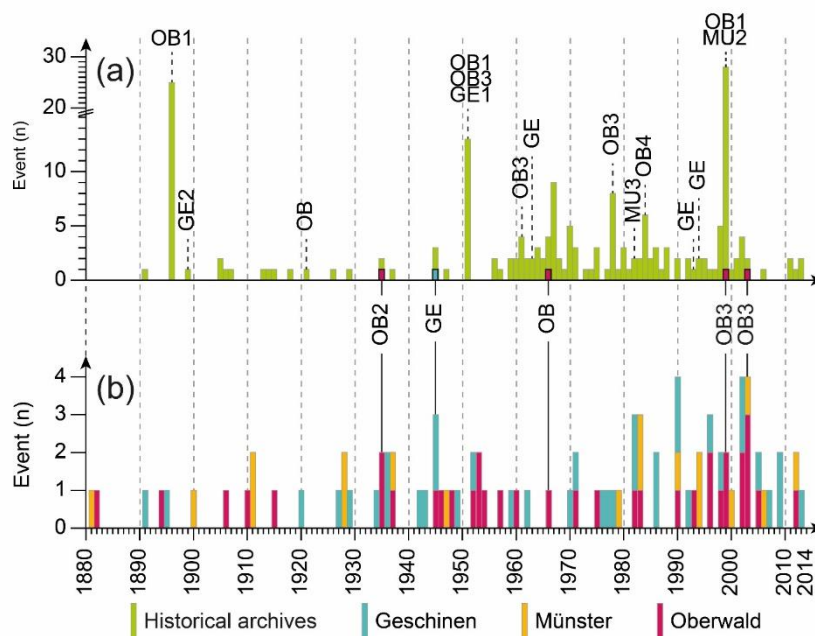 OB1
OB1
OB3
GE1
OB1
MU2
(a)
30
20
10
5
0
Event (n)
GE2
OB
OB3
GE
OB3
MU3
OB4
GE
GE
OB2
GE
OB
OB3
OB3
(b)
4
3
2
1
0
Event (n)
1880
1890
1900
1910
1920
1930
1940
1950
1960
1970
1980
1990
2000
2010
2014
Historical archives
Geschinen
Münster
Oberwald